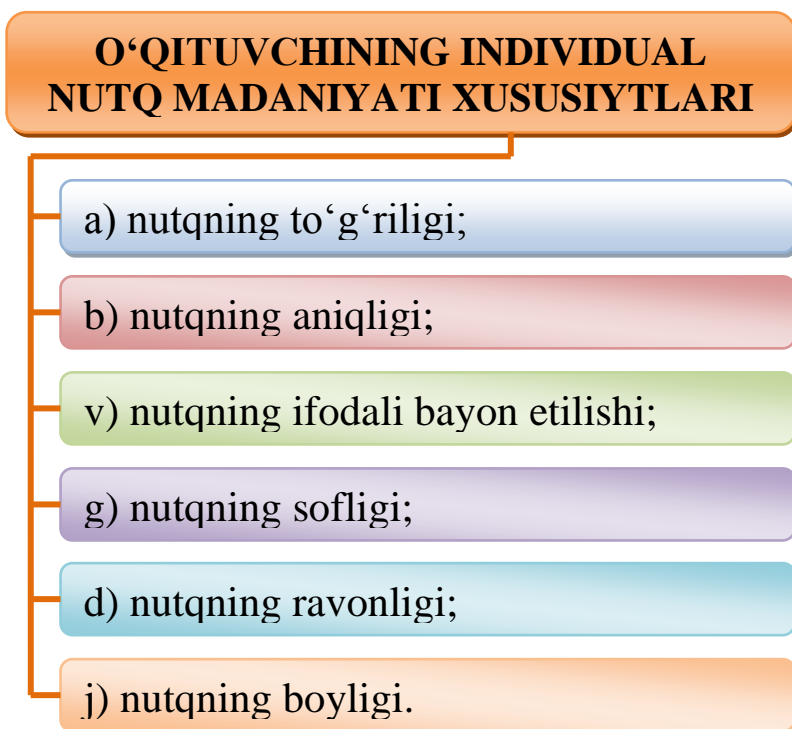 O‘QITUVCHINING INDIVIDUAL
NUTQ MADANIYATI XUSUSIYTLARI
a) nutqning to‘g‘riligi;
b) nutqning aniqligi;
v) nutqning ifodali bayon etilishi;
g) nutqning sofligi;
d) nutqning ravonligi;
j) nutqning boyligi.